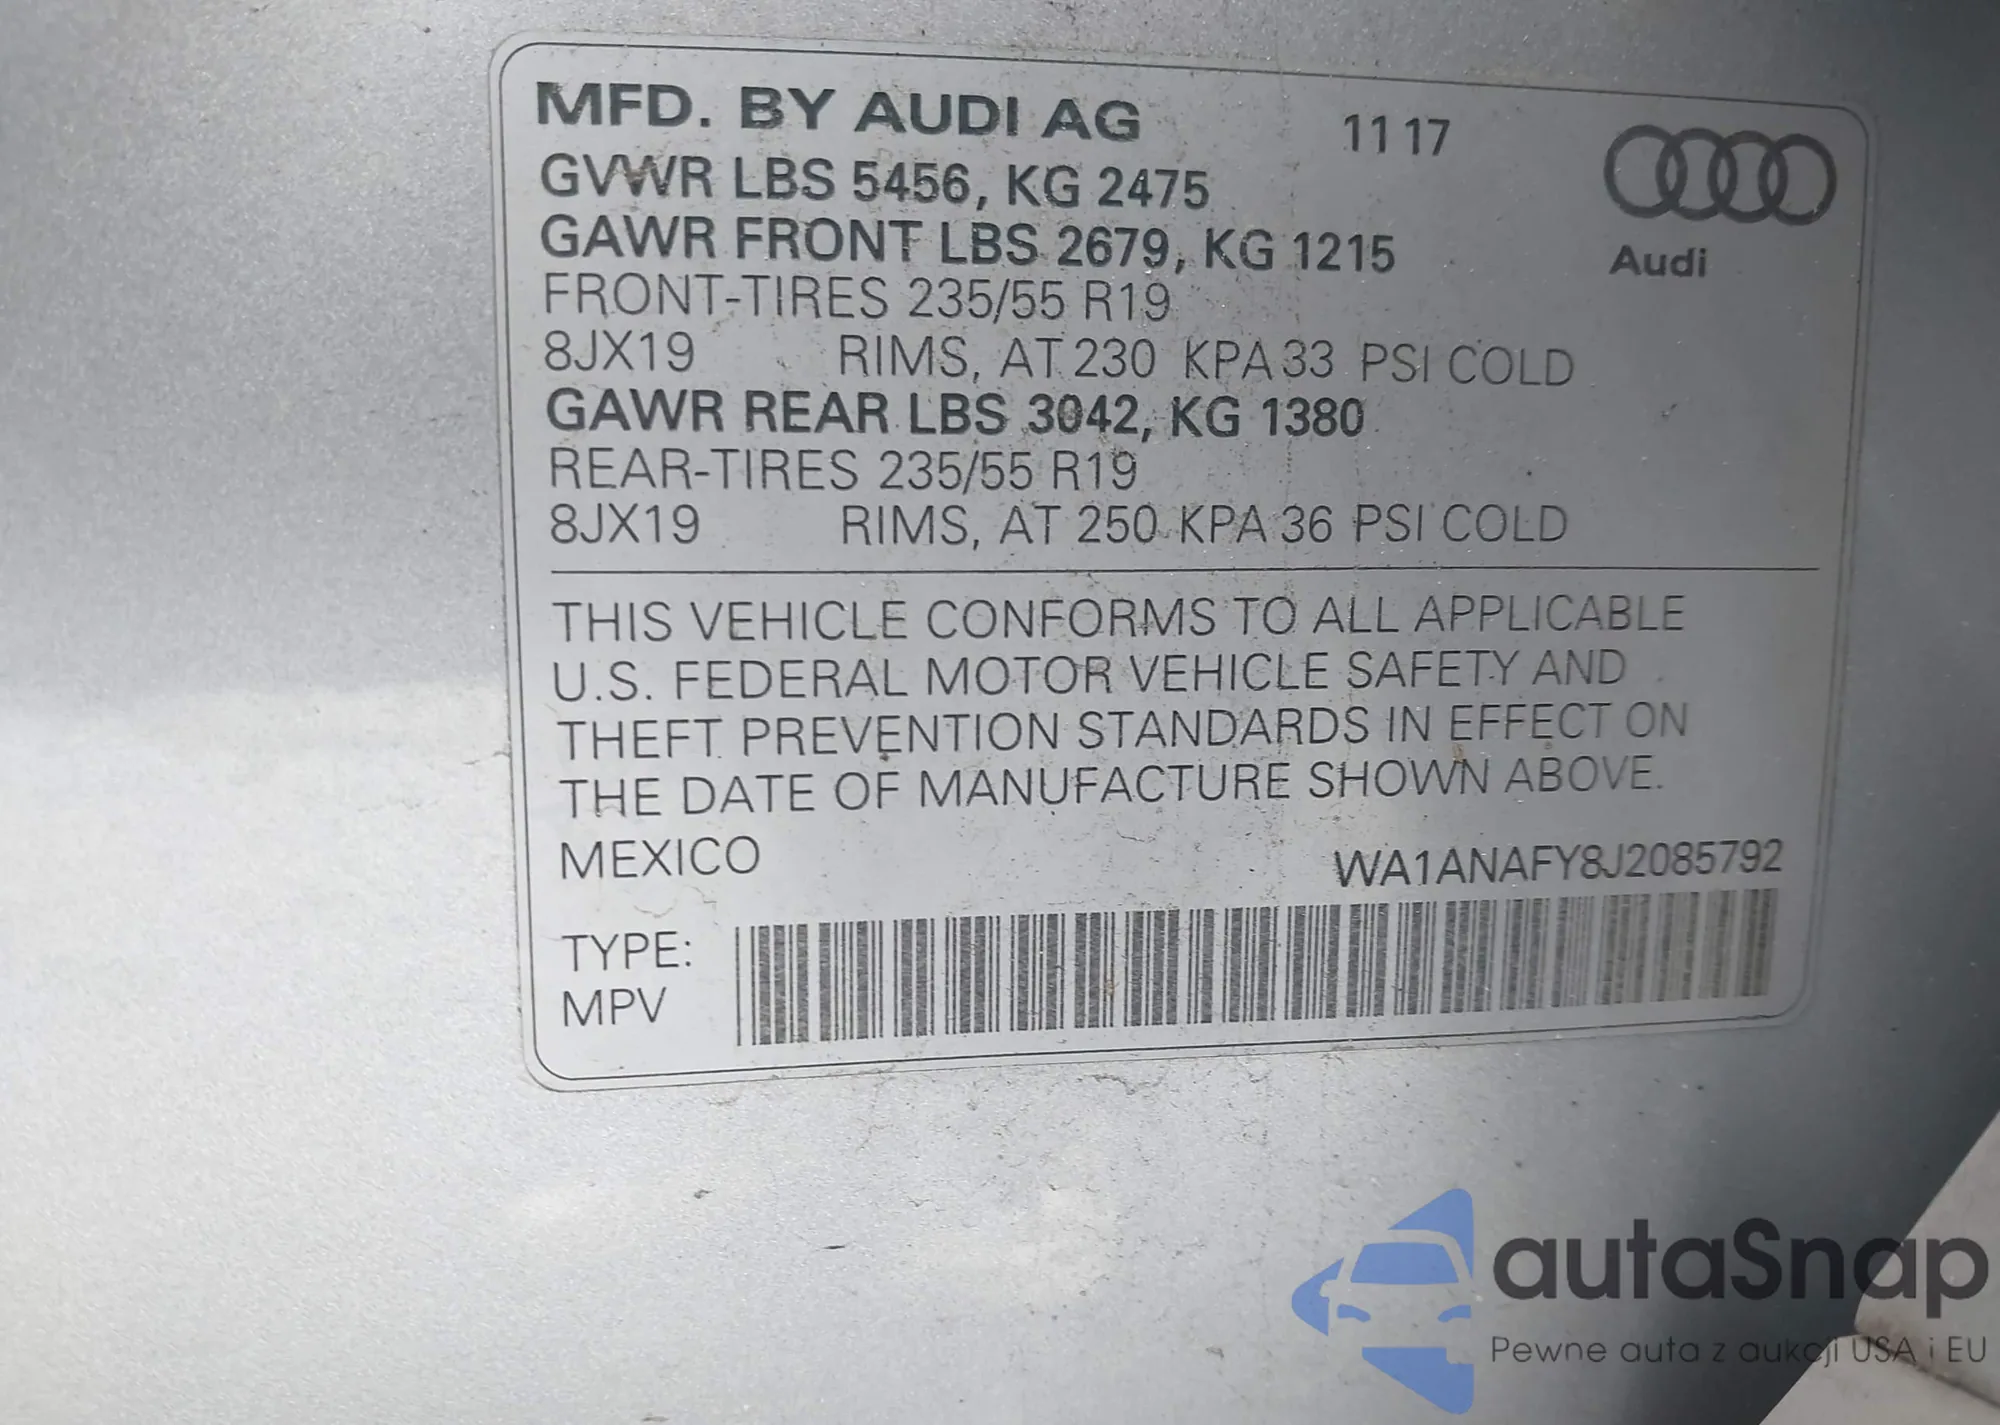 MFD. BY AUDI AG 11 17
GVWR LBS 5456, KG 2475
GAWR FRONT LBS 2679, KG 1215
Audi
FRONT-TIRES 235/55 R19
8JX19 RIMS, AT 230 KPA 33 PSI COLD
GAWR REAR LBS 3042, KG 1380
REAR-TIRES 235/55 R19
8JX19 RIMS, AT 250 KPA 36 PSI COLD
THIS VEHICLE CONFORMS TO ALL APPLICABLE
U.S. FEDERAL MOTOR VEHICLE SAFETY AND
THEFT PREVENTION STANDARDS IN EFFECT ON
THE DATE OF MANUFACTURE SHOWN ABOVE.
MEXICO WA1ANAFY8J2085792
TYPE:
MPV
autaSnap
Pewne auta z aukcji USA i EU